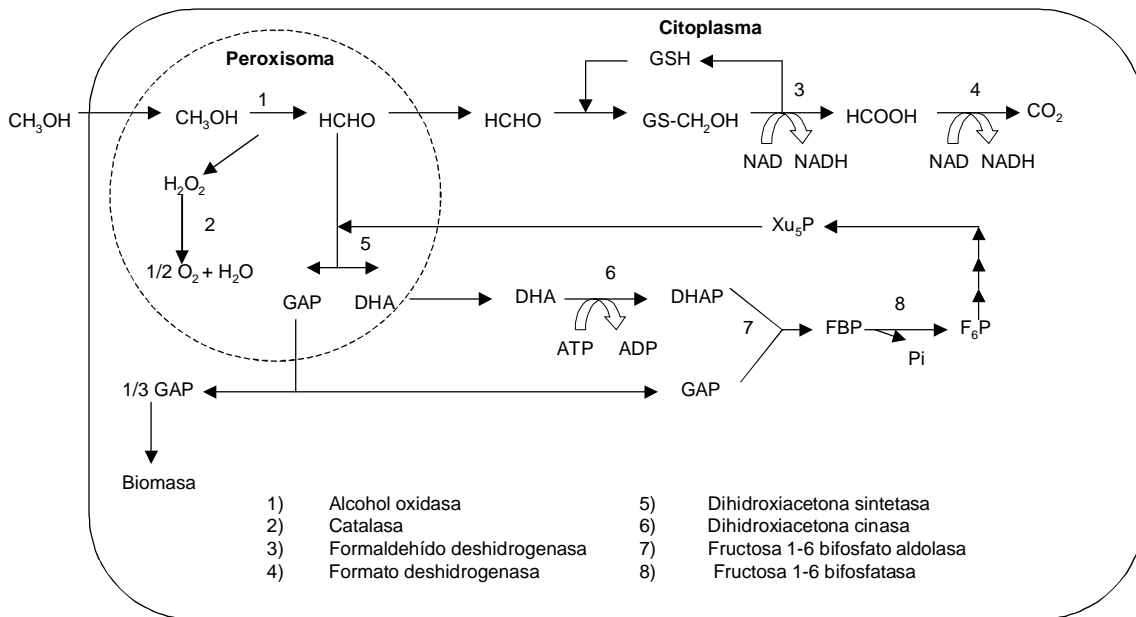 Citoplasma
Peroxisoma
GSH
1
3
4
CH₃OH
CH₃OH
HCHO
HCHO
GS-CH₂OH
HCOOH
CO₂
NAD NADH
NAD NADH
H₂O₂
2
Xu₅P
5
1/2 O₂ + H₂O
6
GAP
DHA
DHA
DHAP
8
7
FBP
F₆P
ATP
ADP
Pi
1/3 GAP
GAP
Biomasa
1) Alcohol oxidasa
2) Catalasa
3) Formaldehído deshidrogenasa
4) Formato deshidrogenasa
5) Dihidroxiacetona sintetasa
6) Dihidroxiacetona cinasa
7) Fructosa 1-6 bifosfato aldolasa
8) Fructosa 1-6 bifosfatasa